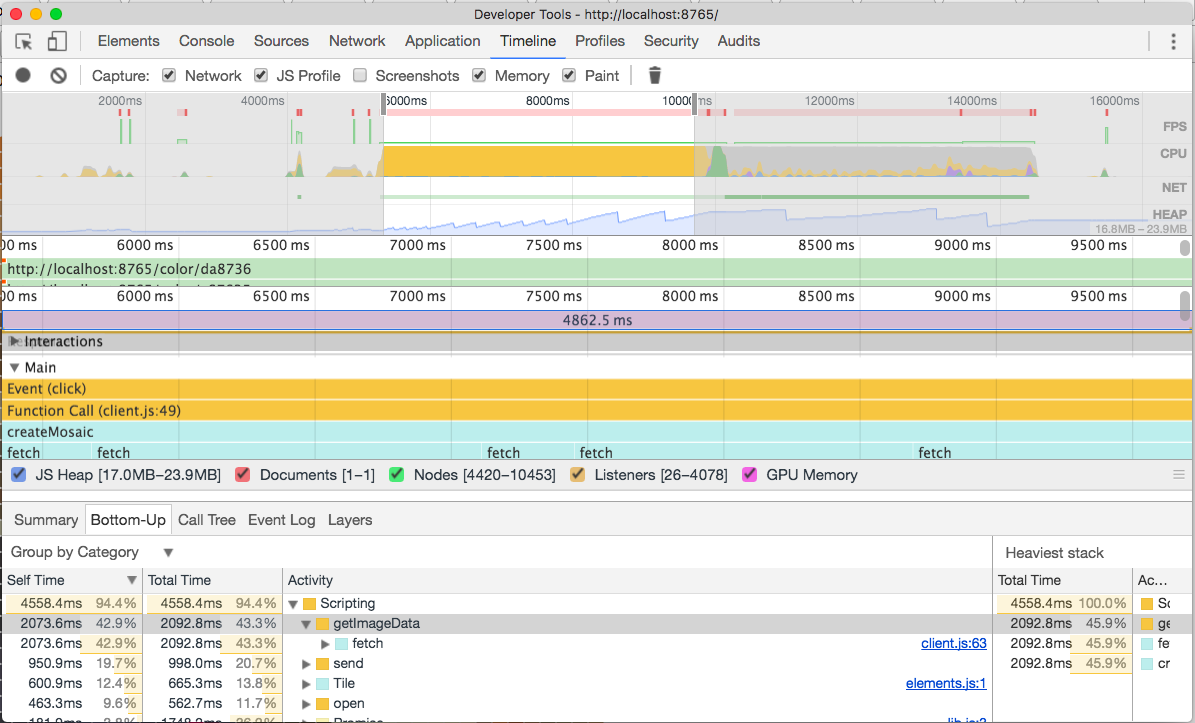 Developer Tools - http://localhost:8765/
Elements Console Sources Network Application Timeline Profiles Security Audits
Capture: Network JS Profile Screenshots Memory Paint
2000ms 4000ms 6000ms 8000ms 10000ms 12000ms 14000ms 16000ms
FPS
CPU
NET
HEAP
16.8MB – 23.9MB
00 ms 6000 ms 6500 ms 7000 ms 7500 ms 8000 ms 8500 ms 9000 ms 9500 ms
http://localhost:8765/color/da8736
00 ms 6000 ms 6500 ms 7000 ms 7500 ms 8000 ms 8500 ms 9000 ms 9500 ms
4862.5 ms
Interactions
Main
Event (click)
Function Call (client.js:49)
createMosaic
fetch fetch fetch fetch fetch
JS Heap [17.0MB–23.9MB] Documents [1–1] Nodes [4420–10453] Listeners [26–4078] GPU Memory
Summary Bottom-Up Call Tree Event Log Layers
Group by Category Heaviest stack
Self Time Total Time Activity Total Time Ac...
4558.4ms 94.4% 4558.4ms 94.4% Scripting 4558.4ms 100.0% Sc
2073.6ms 42.9% 2092.8ms 43.3% getImageData 2092.8ms 45.9% ge
2073.6ms 42.9% 2092.8ms 43.3% fetch client.js:63 2092.8ms 45.9% fe
950.9ms 19.7% 998.0ms 20.7% send 2092.8ms 45.9% cr
600.9ms 12.4% 665.3ms 13.8% Tile elements.js:1
463.3ms 9.6% 562.7ms 11.7% open
181.9ms 3.8% 1748.9ms 36.2% Promise lib.js:2